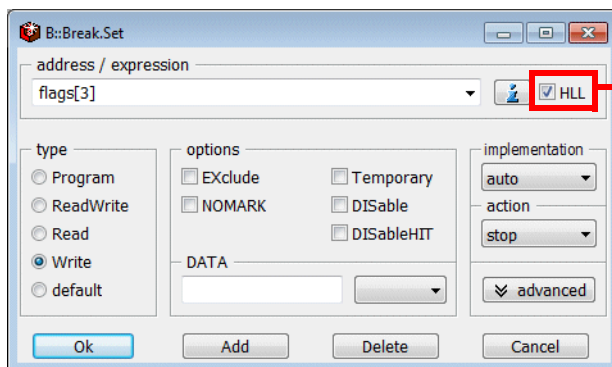 B::Break.Set
address / expression
flags[3]
i HLL
type
Program
ReadWrite
Read
Write
default
options
EXclude Temporary
NOMARK DISable
DISableHIT
DATA
implementation
auto
action
stop
advanced
Ok Add Delete Cancel